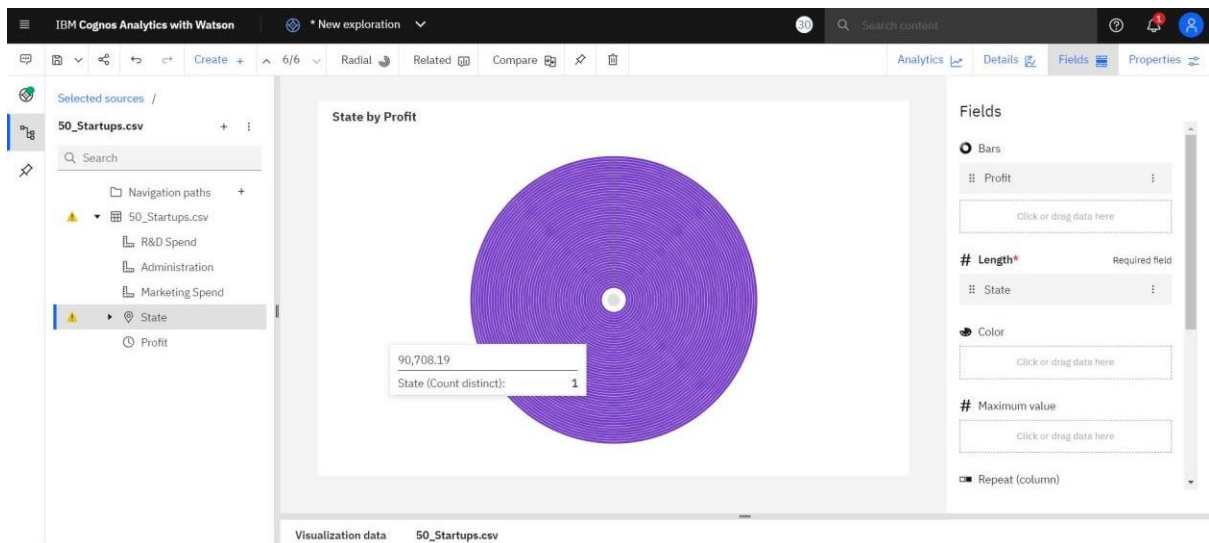 IBM Cognos Analytics with Watson
* New exploration
30
Search content
Create +
6/6
Radial
Related
Compare
Analytics
Details
Fields
Properties
Selected sources /
50_Startups.csv
Search
Navigation paths
50_Startups.csv
R&D Spend
Administration
Marketing Spend
State
Profit
State by Profit
90,708.19
State (Count distinct): 1
Fields
Bars
Profit
Click or drag data here
# Length* Required field
State
Color
Click or drag data here
# Maximum value
Click or drag data here
Repeat (column)
Visualization data 50_Startups.csv